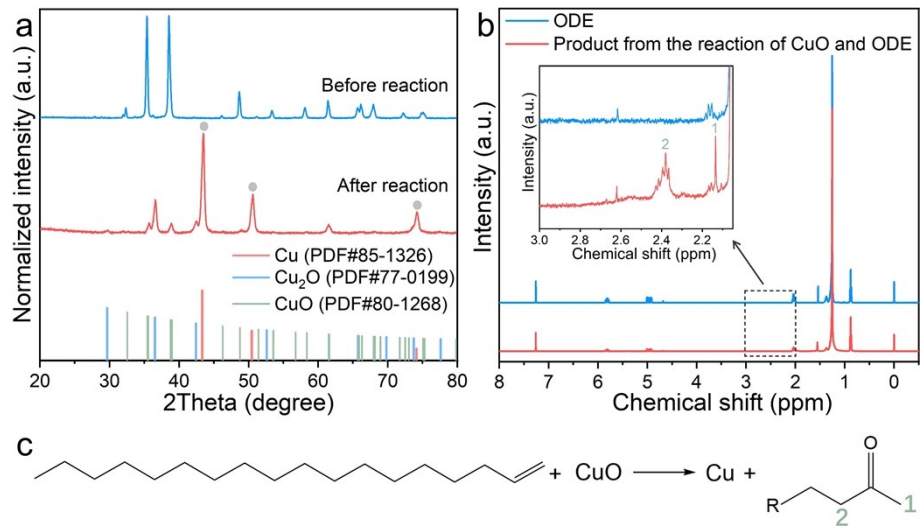 a
Normalized intensity (a.u.)
Before reaction
After reaction
Cu (PDF#85-1326)
Cu₂O (PDF#77-0199)
CuO (PDF#80-1268)
20 30 40 50 60 70 80
2Theta (degree)
b
Intensity (a.u.)
ODE
Product from the reaction of CuO and ODE
Intensity (a.u.)
2
1
3.0 2.8 2.6 2.4 2.2
Chemical shift (ppm)
8 7 6 5 4 3 2 1 0
Chemical shift (ppm)
c
+ CuO Cu +
O
R
2
1